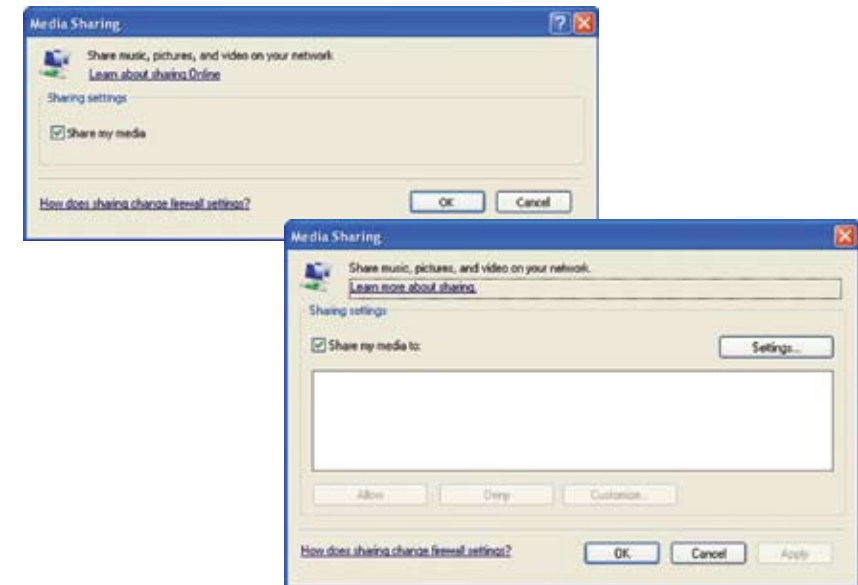 Media Sharing
Share music, pictures, and video on your network
Learn about sharing Online
Sharing settings
Share my media
How does sharing change firewall settings?
OK
Cancel
Media Sharing
Share music, pictures, and video on your network.
Learn more about sharing.
Sharing settings
Share my media to:
Settings...
Allow
Deny
Customize...
How does sharing change firewall settings?
OK
Cancel
Apply